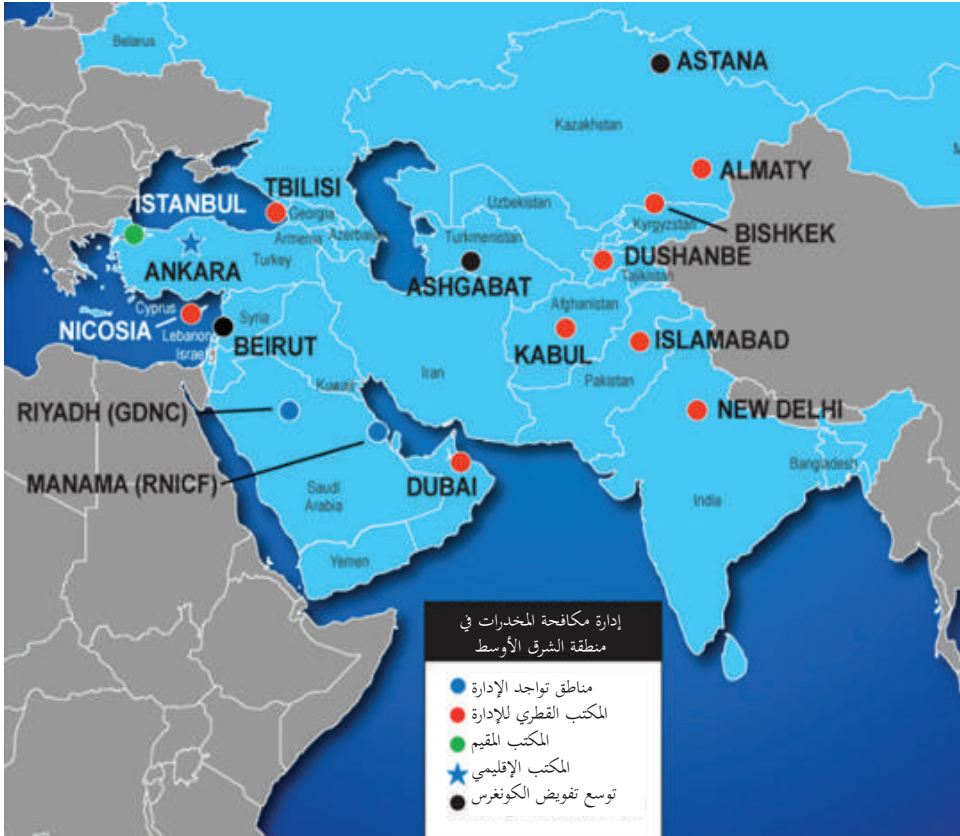 Belarus
ASTANA
Kazakhstan
ALMATY
TBILISI
ISTANBUL
Georgia
Uzbekistan
Kyrgyzstan
BISHKEK
Armenia
Azerbaijan
Turkmenistan
DUSHANBE
Tajikistan
ANKARA
Turkey
ASHGABAT
Afghanistan
Cyprus
NICOSIA
Syria
Lebanon
BEIRUT
Israel
KABUL
ISLAMABAD
Iran
Pakistan
Kuwait
RIYADH (GDNC)
NEW DELHI
MANAMA (RNICF)
DUBAI
Bangladesh
Saudi
Arabia
India
Yemen
إدارة مكافحة المخدرات في
منطقة الشرق الأوسط
مناطق تواجد الإدارة
المكتب القطري للإدارة
المكتب المقيم
المكتب الإقليمي
توسع تفويض الكونغرس